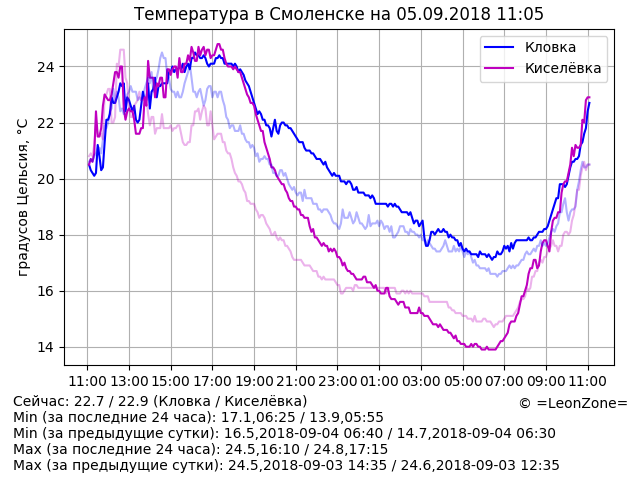 Температура в Смоленске на 05.09.2018 11:05
градусов Цельсия, °C
24
22
20
18
16
14
Кловка
Киселёвка
11:00 13:00 15:00 17:00 19:00 21:00 23:00 01:00 03:00 05:00 07:00 09:00 11:00
Сейчас: 22.7 / 22.9 (Кловка / Киселёвка)
© =LeonZone=
Min (за последние 24 часа): 17.1,06:25 / 13.9,05:55
Min (за предыдущие сутки): 16.5,2018-09-04 06:40 / 14.7,2018-09-04 06:30
Max (за последние 24 часа): 24.5,16:10 / 24.8,17:15
Max (за предыдущие сутки): 24.5,2018-09-03 14:35 / 24.6,2018-09-03 12:35